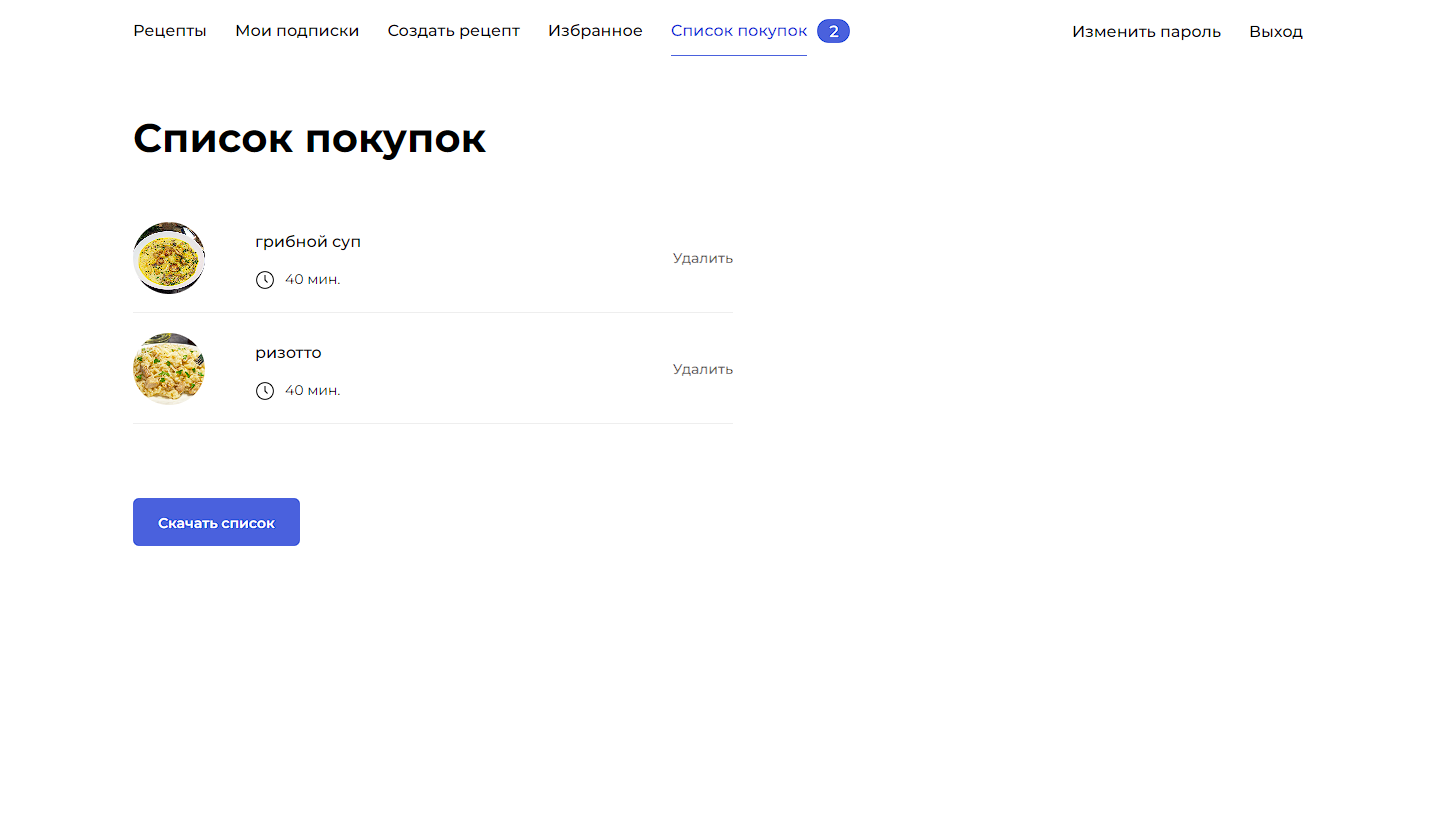 Рецепты Мои подписки Создать рецепт Избранное Список покупок 2 Изменить пароль Выход
Список покупок
грибной суп
40 мин.
Удалить
ризотто
40 мин.
Удалить
Скачать список